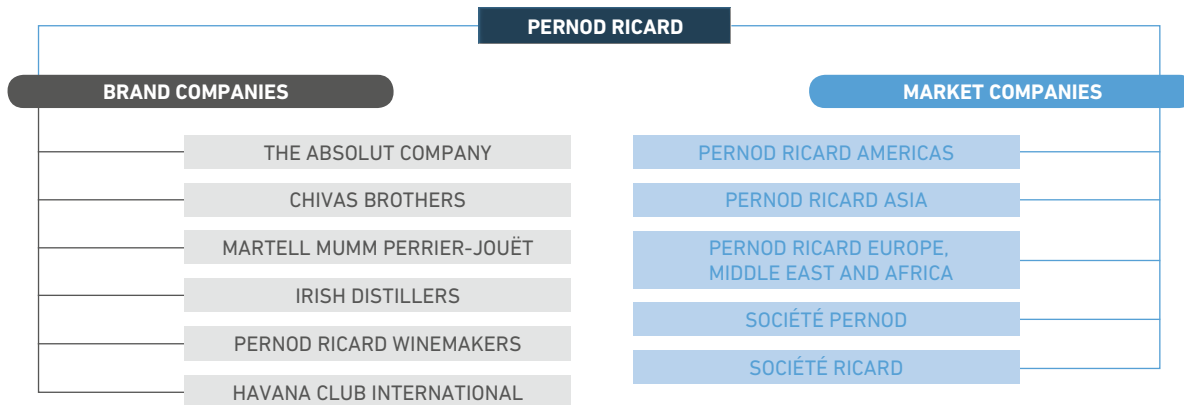 PERNOD RICARD
BRAND COMPANIES
THE ABSOLUT COMPANY
CHIVAS BROTHERS
MARTELL MUMM PERRIER-JOUËT
IRISH DISTILLERS
PERNOD RICARD WINEMAKERS
HAVANA CLUB INTERNATIONAL
MARKET COMPANIES
PERNOD RICARD AMERICAS
PERNOD RICARD ASIA
PERNOD RICARD EUROPE,
MIDDLE EAST AND AFRICA
SOCIÉTÉ PERNOD
SOCIÉTÉ RICARD